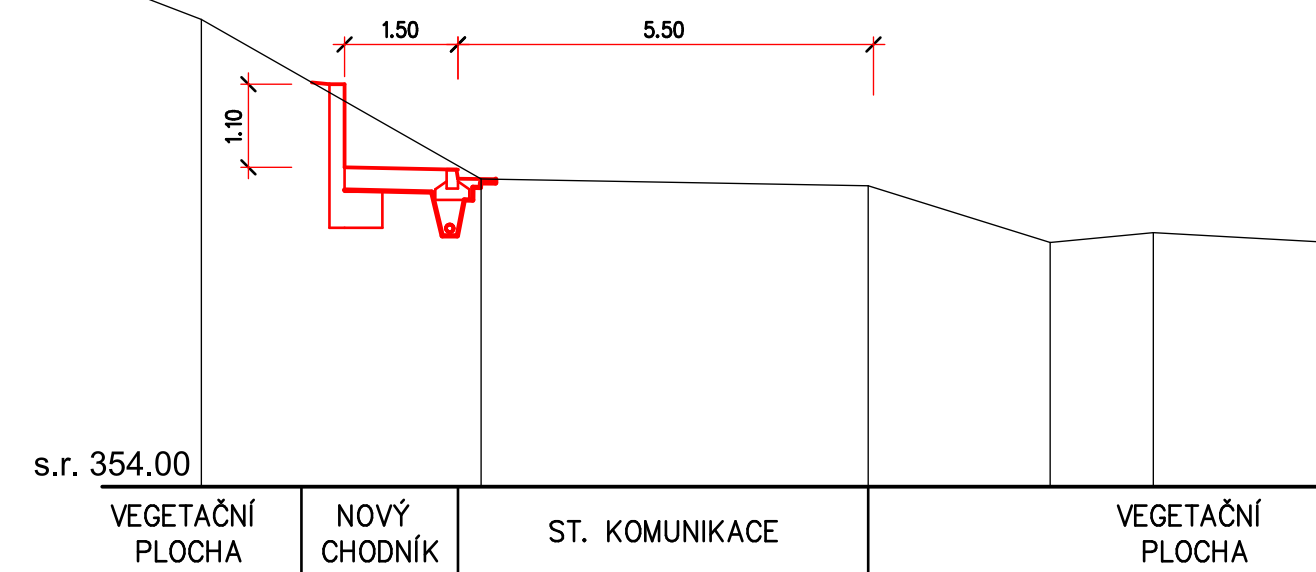 1.50
5.50
1.10
s.r. 354.00
VEGETAČNÍ
PLOCHA
NOVÝ
CHODNÍK
ST. KOMUNIKACE
VEGETAČNÍ
PLOCHA